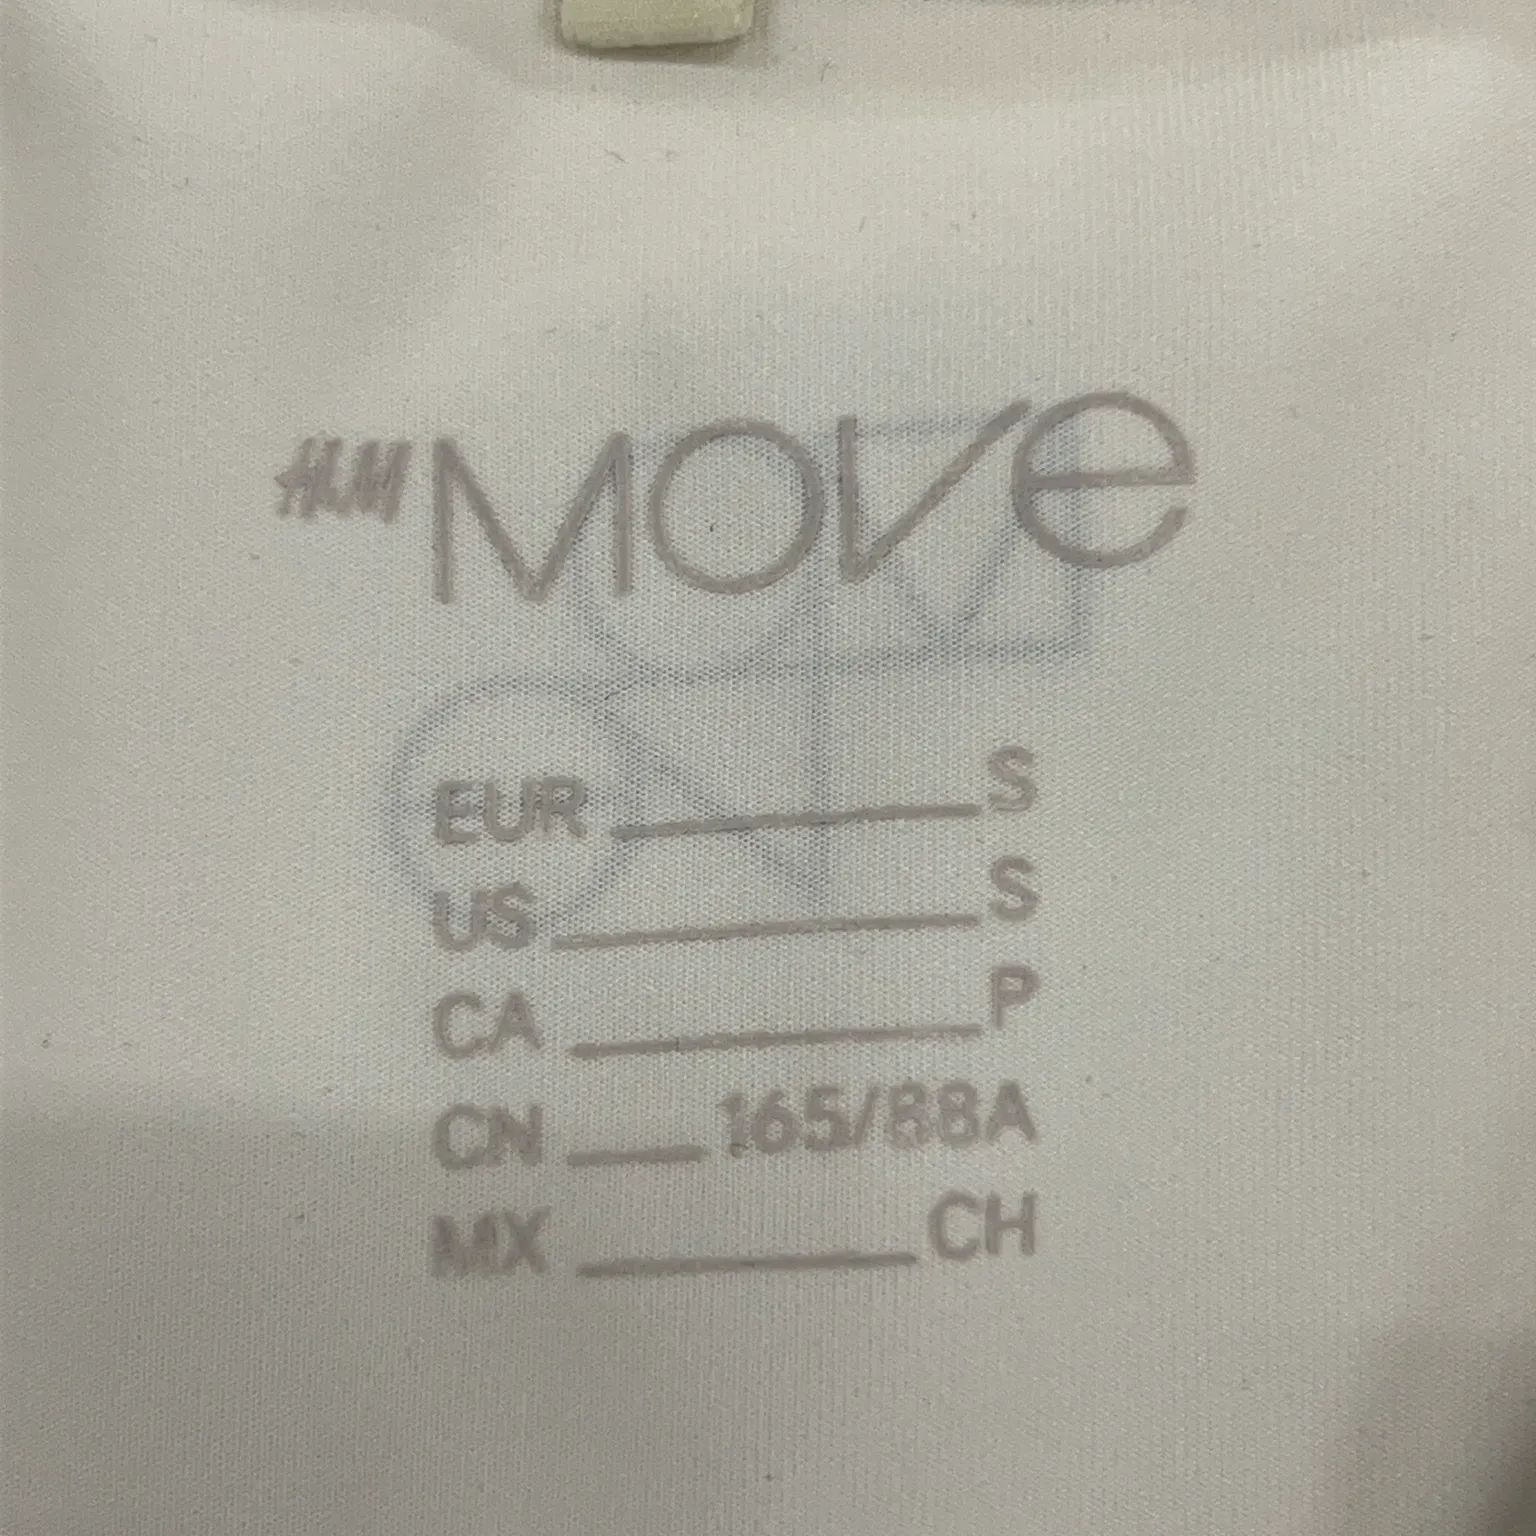 H&M MOVE
EUR S
US S
CA P
CN 165/88A
MX CH